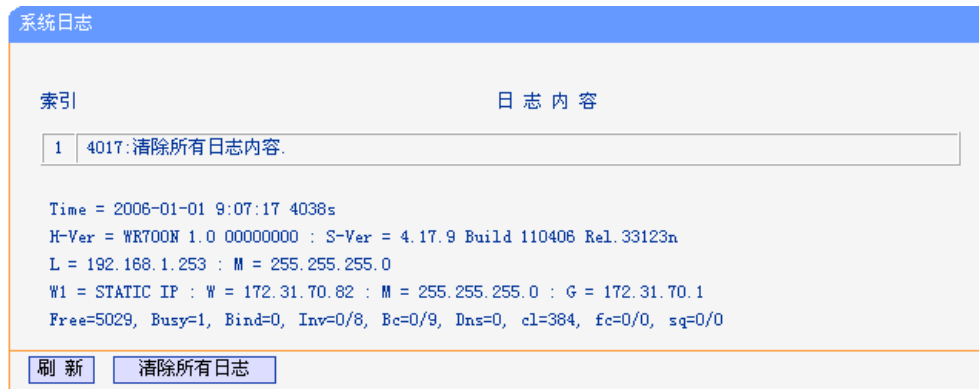 系统日志
索引 日 志 内 容
1 4017:清除所有日志内容.
Time = 2006-01-01 9:07:17 4038s
H-Ver = WR700N 1.0 00000000 : S-Ver = 4.17.9 Build 110406 Rel.33123n
L = 192.168.1.253 : M = 255.255.255.0
W1 = STATIC IP : W = 172.31.70.82 : M = 255.255.255.0 : G = 172.31.70.1
Free=5029, Busy=1, Bind=0, Inv=0/8, Bc=0/9, Dns=0, cl=384, fc=0/0, sq=0/0
刷 新 清除所有日志